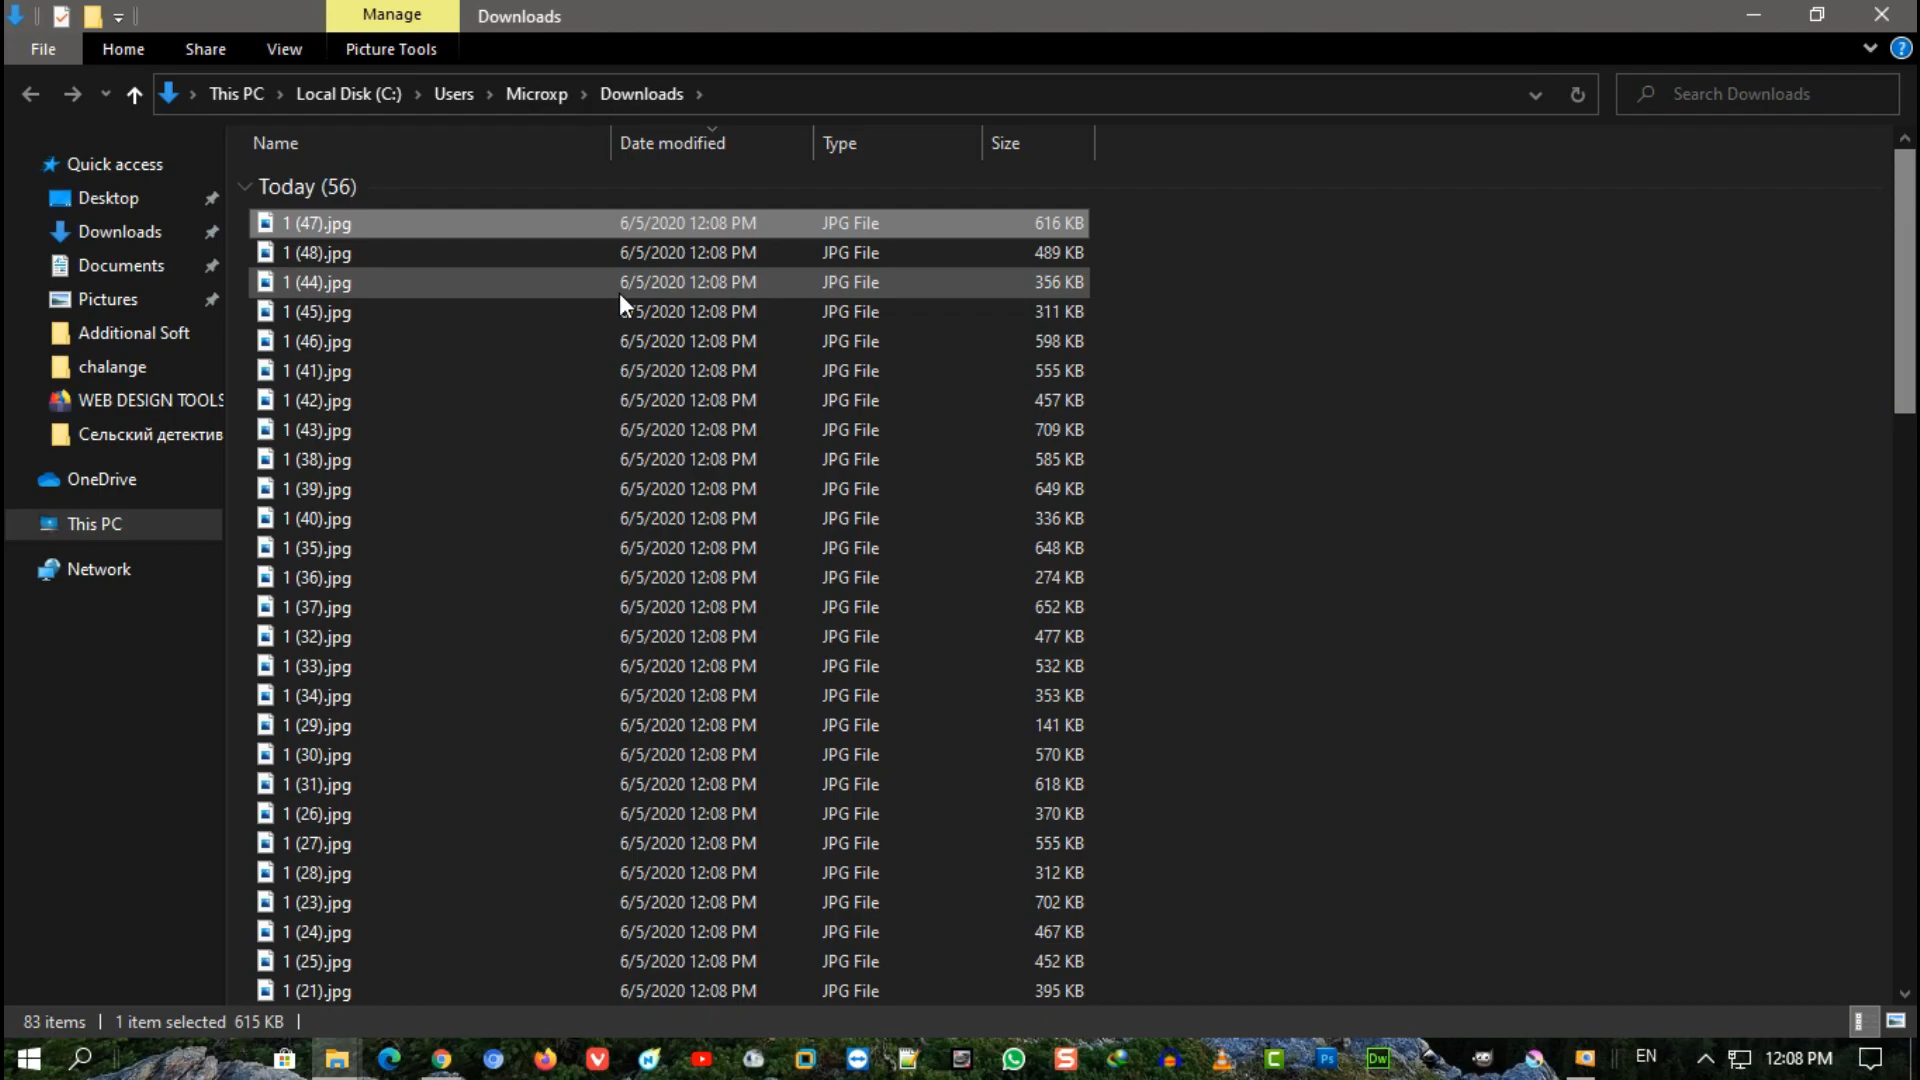 Manage
Downloads
File
Home
Share
View
Picture Tools
This PC
Local Disk (C:)
Users
Microxp
Downloads
Search Downloads
Name
Date modified
Type
Size
Quick access
Desktop
Downloads
Documents
Pictures
Additional Soft
chalange
WEB DESIGN TOOLS
Сельский детектив
OneDrive
This PC
Network
Today (56)
1 (47).jpg 6/5/2020 12:08 PM JPG File 616 KB
1 (48).jpg 6/5/2020 12:08 PM JPG File 489 KB
1 (44).jpg 6/5/2020 12:08 PM JPG File 356 KB
1 (45).jpg 6/5/2020 12:08 PM JPG File 311 KB
1 (46).jpg 6/5/2020 12:08 PM JPG File 598 KB
1 (41).jpg 6/5/2020 12:08 PM JPG File 555 KB
1 (42).jpg 6/5/2020 12:08 PM JPG File 457 KB
1 (43).jpg 6/5/2020 12:08 PM JPG File 709 KB
1 (38).jpg 6/5/2020 12:08 PM JPG File 585 KB
1 (39).jpg 6/5/2020 12:08 PM JPG File 649 KB
1 (40).jpg 6/5/2020 12:08 PM JPG File 336 KB
1 (35).jpg 6/5/2020 12:08 PM JPG File 648 KB
1 (36).jpg 6/5/2020 12:08 PM JPG File 274 KB
1 (37).jpg 6/5/2020 12:08 PM JPG File 652 KB
1 (32).jpg 6/5/2020 12:08 PM JPG File 477 KB
1 (33).jpg 6/5/2020 12:08 PM JPG File 532 KB
1 (34).jpg 6/5/2020 12:08 PM JPG File 353 KB
1 (29).jpg 6/5/2020 12:08 PM JPG File 141 KB
1 (30).jpg 6/5/2020 12:08 PM JPG File 570 KB
1 (31).jpg 6/5/2020 12:08 PM JPG File 618 KB
1 (26).jpg 6/5/2020 12:08 PM JPG File 370 KB
1 (27).jpg 6/5/2020 12:08 PM JPG File 555 KB
1 (28).jpg 6/5/2020 12:08 PM JPG File 312 KB
1 (23).jpg 6/5/2020 12:08 PM JPG File 702 KB
1 (24).jpg 6/5/2020 12:08 PM JPG File 467 KB
1 (25).jpg 6/5/2020 12:08 PM JPG File 452 KB
1 (21).jpg 6/5/2020 12:08 PM JPG File 395 KB
83 items
1 item selected 615 KB
Ps
Dw
EN
12:08 PM